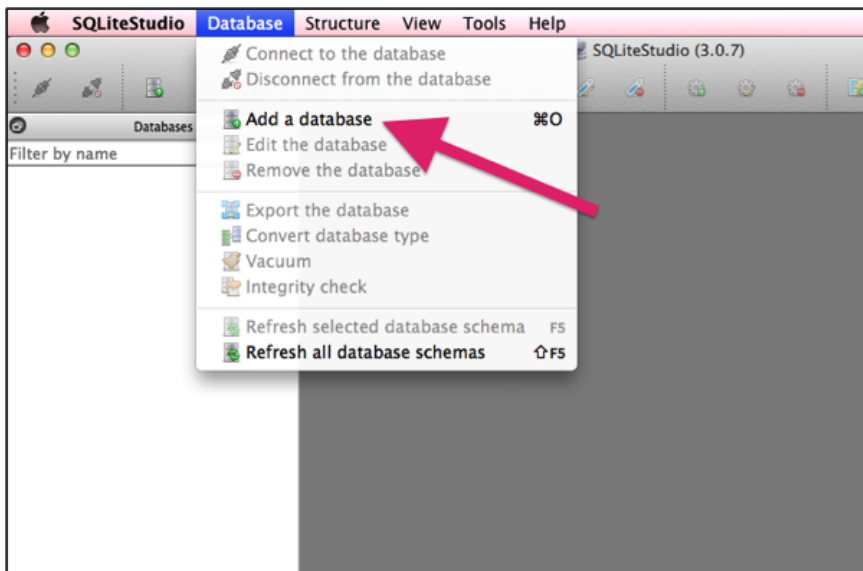 SQLiteStudio Database Structure View Tools Help
SQLiteStudio (3.0.7)
Databases
Filter by name
Connect to the database
Disconnect from the database
Add a database ⌘O
Edit the database
Remove the database
Export the database
Convert database type
Vacuum
Integrity check
Refresh selected database schema F5
Refresh all database schemas ⇧F5